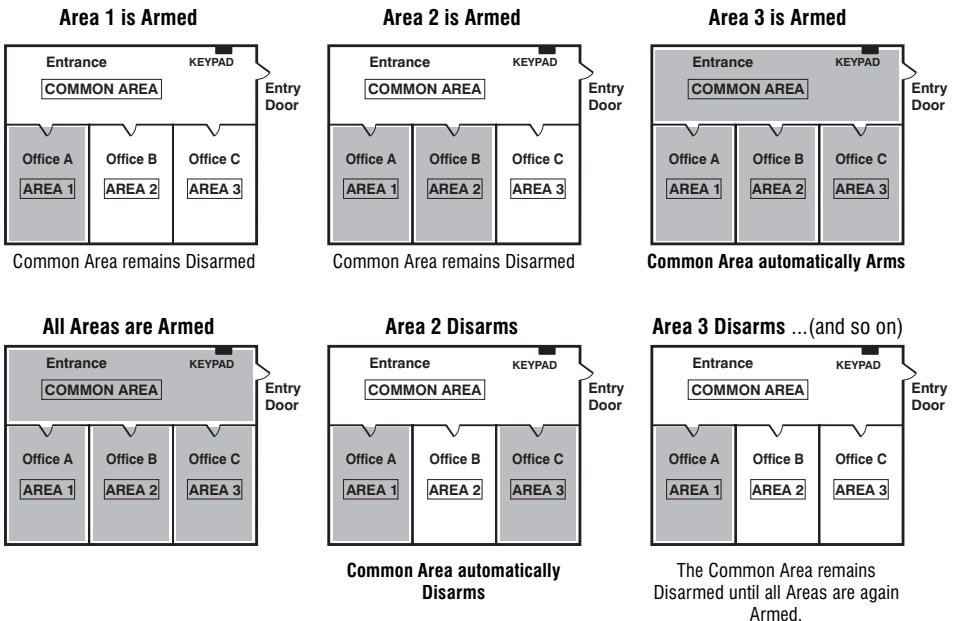 Area 1 is Armed
Entrance
KEYPAD
COMMON AREA
Entry
Door
Office A
Office B
Office C
AREA 1
AREA 2
AREA 3
Common Area remains Disarmed
Area 2 is Armed
Entrance
KEYPAD
COMMON AREA
Entry
Door
Office A
Office B
Office C
AREA 1
AREA 2
AREA 3
Common Area remains Disarmed
Area 3 is Armed
Entrance
KEYPAD
COMMON AREA
Entry
Door
Office A
Office B
Office C
AREA 1
AREA 2
AREA 3
Common Area automatically Arms
All Areas are Armed
Entrance
KEYPAD
COMMON AREA
Entry
Door
Office A
Office B
Office C
AREA 1
AREA 2
AREA 3
Area 2 Disarms
Entrance
KEYPAD
COMMON AREA
Entry
Door
Office A
Office B
Office C
AREA 1
AREA 2
AREA 3
Common Area automatically
Disarms
Area 3 Disarms ...(and so on)
Entrance
KEYPAD
COMMON AREA
Entry
Door
Office A
Office B
Office C
AREA 1
AREA 2
AREA 3
The Common Area remains
Disarmed until all Areas are again
Armed.